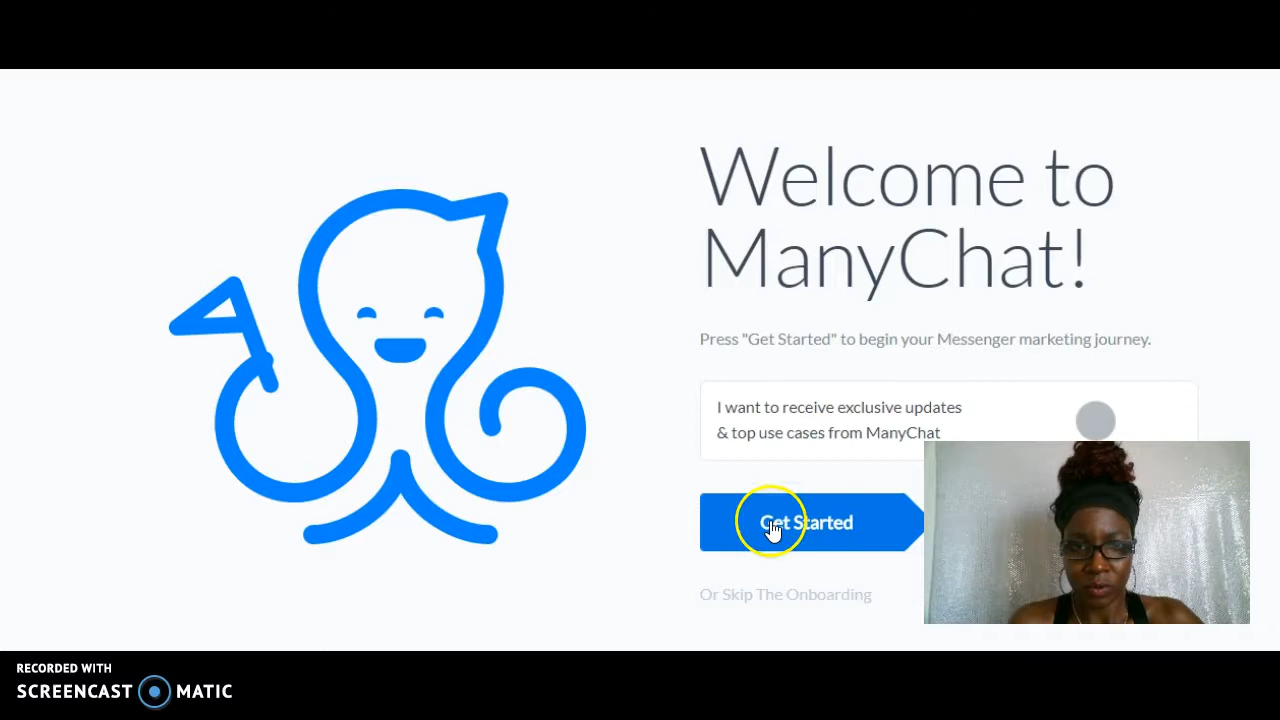 Welcome to
ManyChat!
Press "Get Started" to begin your Messenger marketing journey.
I want to receive exclusive updates
& top use cases from ManyChat
Get Started
Or Skip The Onboarding
RECORDED WITH
SCREENCAST MATIC